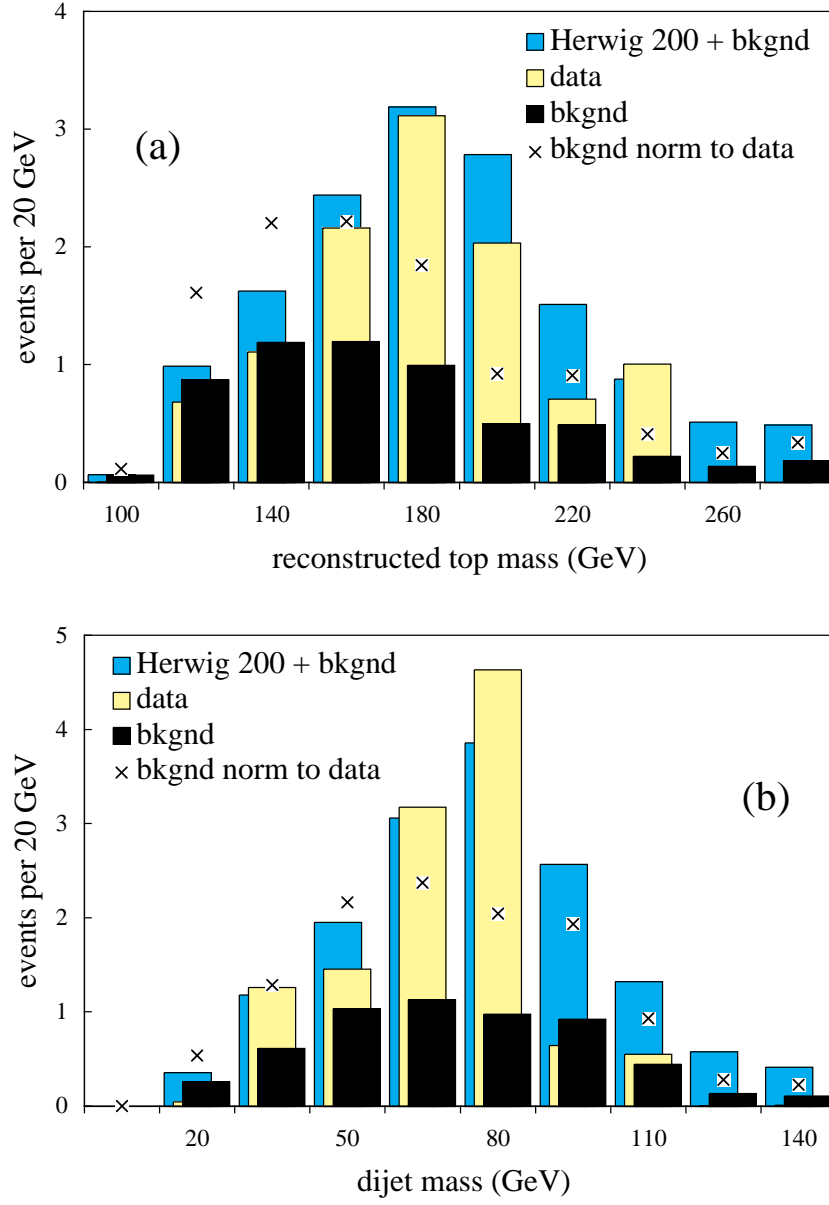 4
3
2
1
0
events per 20 GeV
(a)
Herwig 200 + bkgnd
data
bkgnd
bkgnd norm to data
100 140 160 180 220 260
reconstructed top mass (GeV)
5
4
3
2
1
0
events per 20 GeV
Herwig 200 + bkgnd
data
bkgnd
bkgnd norm to data
(b)
20 50 80 110 140
dijet mass (GeV)